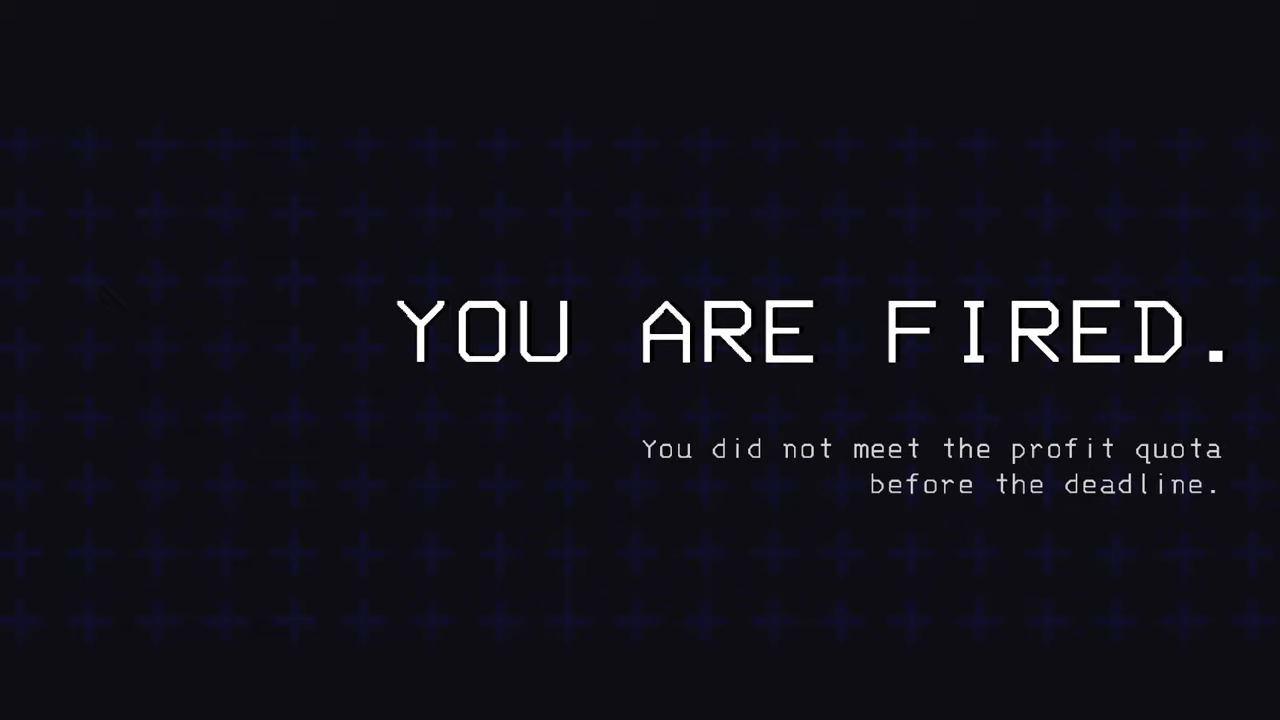 YOU ARE FIRED.
You did not meet the profit quota
before the deadline.